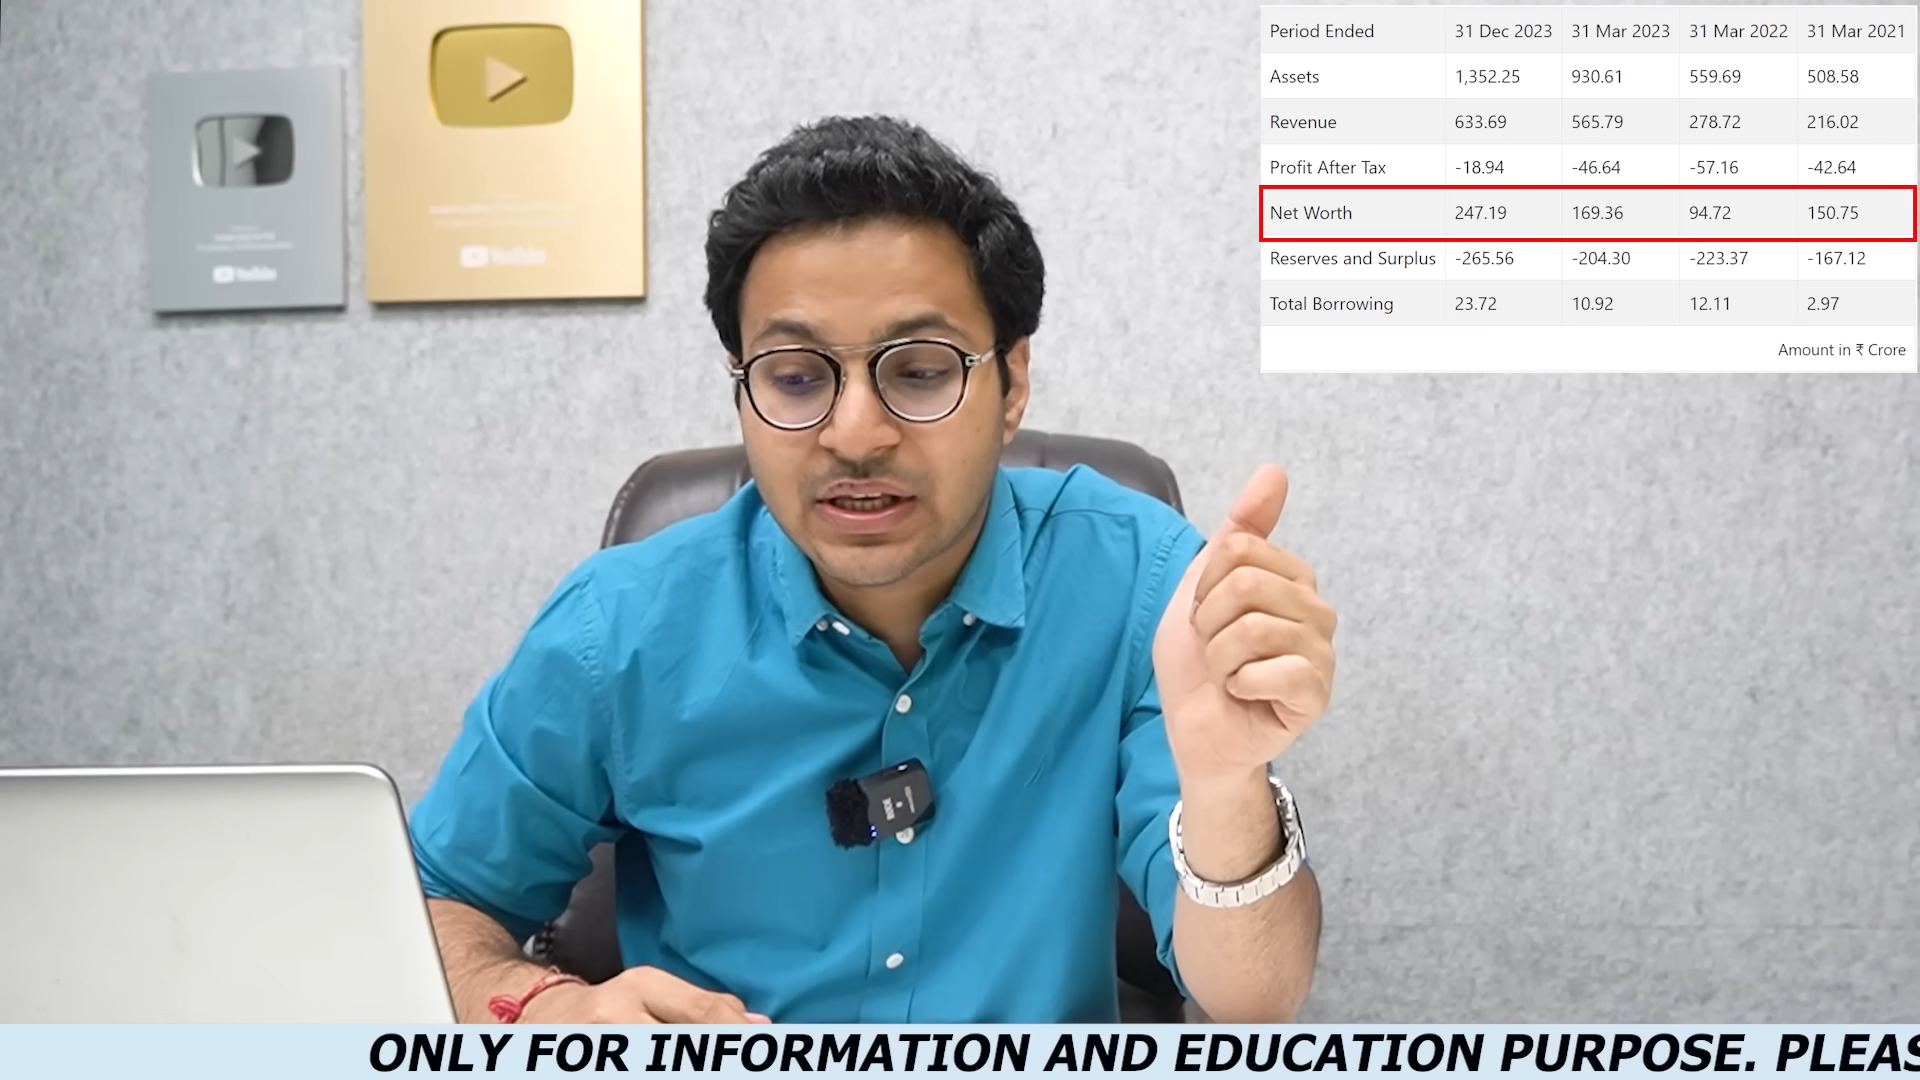 Period Ended 31 Dec 2023 31 Mar 2023 31 Mar 2022 31 Mar 2021
Assets 1,352.25 930.61 559.69 508.58
Revenue 633.69 565.79 278.72 216.02
Profit After Tax -18.94 -46.64 -57.16 -42.64
Net Worth 247.19 169.36 94.72 150.75
Reserves and Surplus -265.56 -204.30 -223.37 -167.12
Total Borrowing 23.72 10.92 12.11 2.97
Amount in ₹ Crore
YouTube
YouTube
ONLY FOR INFORMATION AND EDUCATION PURPOSE. PLEAS